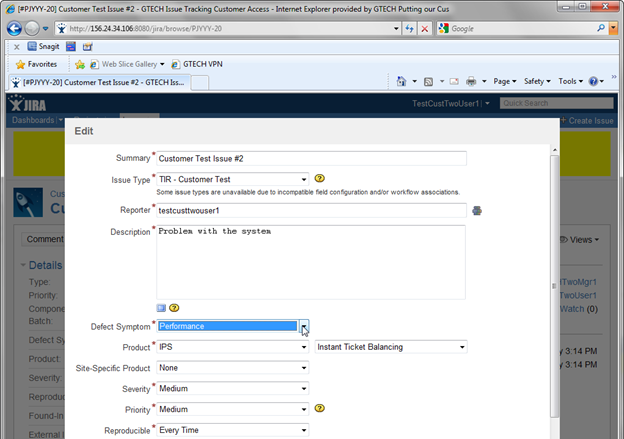 [#PJYYY-20] Customer Test Issue #2 - GTECH Issue Tracking Customer Access - Internet Explorer provided by GTECH Putting our Cus
http://156.24.34.106:8080/jira/browse/PJYYY-20
Google
Snagit
Favorites Web Slice Gallery GTECH VPN
[#PJYYY-20] Customer Test Issue #2 - GTECH Iss...
Page Safety Tools
JIRA TestCustTwoUser1 Quick Search
Dashboards + Create Issue
Edit
Summary * Customer Test Issue #2
Issue Type * TIR - Customer Test
Some issue types are unavailable due to incompatible field configuration and/or workflow associations.
Reporter * testcusttwouser1
Description * Problem with the system
Defect Symptom * Performance
Product * IPS Instant Ticket Balancing
Site-Specific Product * None
Severity * Medium
Priority * Medium
Reproducible * Every Time
Cus
Cu
Comment Views
Details
Type: TwoMgr1
Priority: TwoUser1
Compone Watch (0)
Batch:
Defect Sy 3:14 PM
Product 3:14 PM
Severity:
Reprodu
Found-In
External I